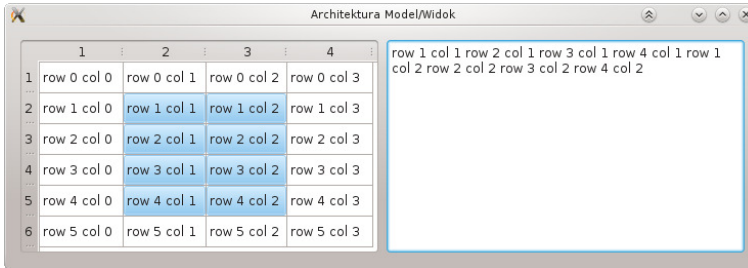 Architektura Model/Widok
1 2 3 4
1 row 0 col 0 row 0 col 1 row 0 col 2 row 0 col 3
2 row 1 col 0 row 1 col 1 row 1 col 2 row 1 col 3
3 row 2 col 0 row 2 col 1 row 2 col 2 row 2 col 3
4 row 3 col 0 row 3 col 1 row 3 col 2 row 3 col 3
5 row 4 col 0 row 4 col 1 row 4 col 2 row 4 col 3
6 row 5 col 0 row 5 col 1 row 5 col 2 row 5 col 3
row 1 col 1 row 2 col 1 row 3 col 1 row 4 col 1 row 1
col 2 row 2 col 2 row 3 col 2 row 4 col 2